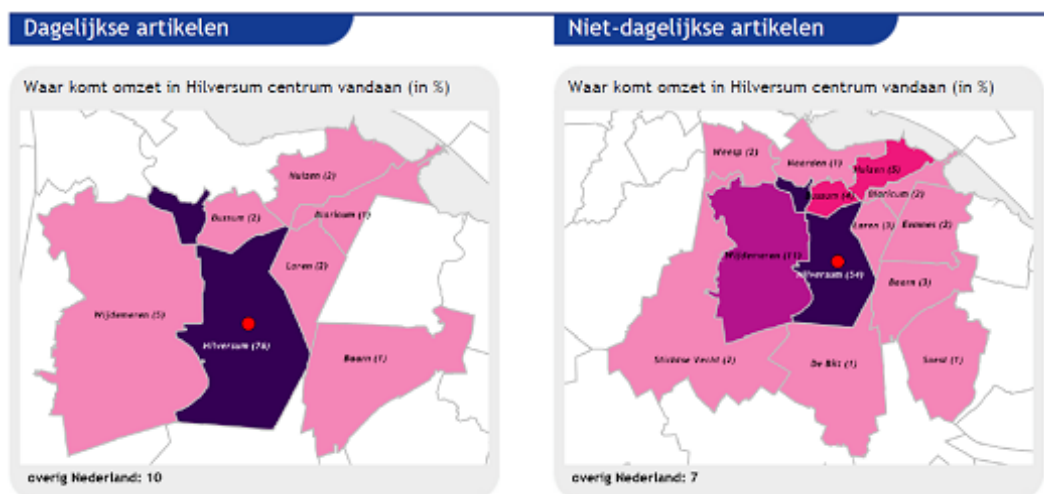 Dagelijkse artikelen
Waar komt omzet in Hilversum centrum vandaan (in %)
Huizen (2)
Bussum (2)
Blaricum (1)
Laren (2)
Wijdemeren (5)
Hilversum (76)
Baarn (1)
overig Nederland: 10
Niet-dagelijkse artikelen
Waar komt omzet in Hilversum centrum vandaan (in %)
Weesp (2)
Naarden (1)
Huizen (5)
Bussum (4)
Blaricum (2)
Laren (3)
Eemnes (2)
Wijdemeren (11)
Hilversum (54)
Baarn (3)
Stichtse Vecht (2)
De Bilt (1)
Soest (1)
overig Nederland: 7